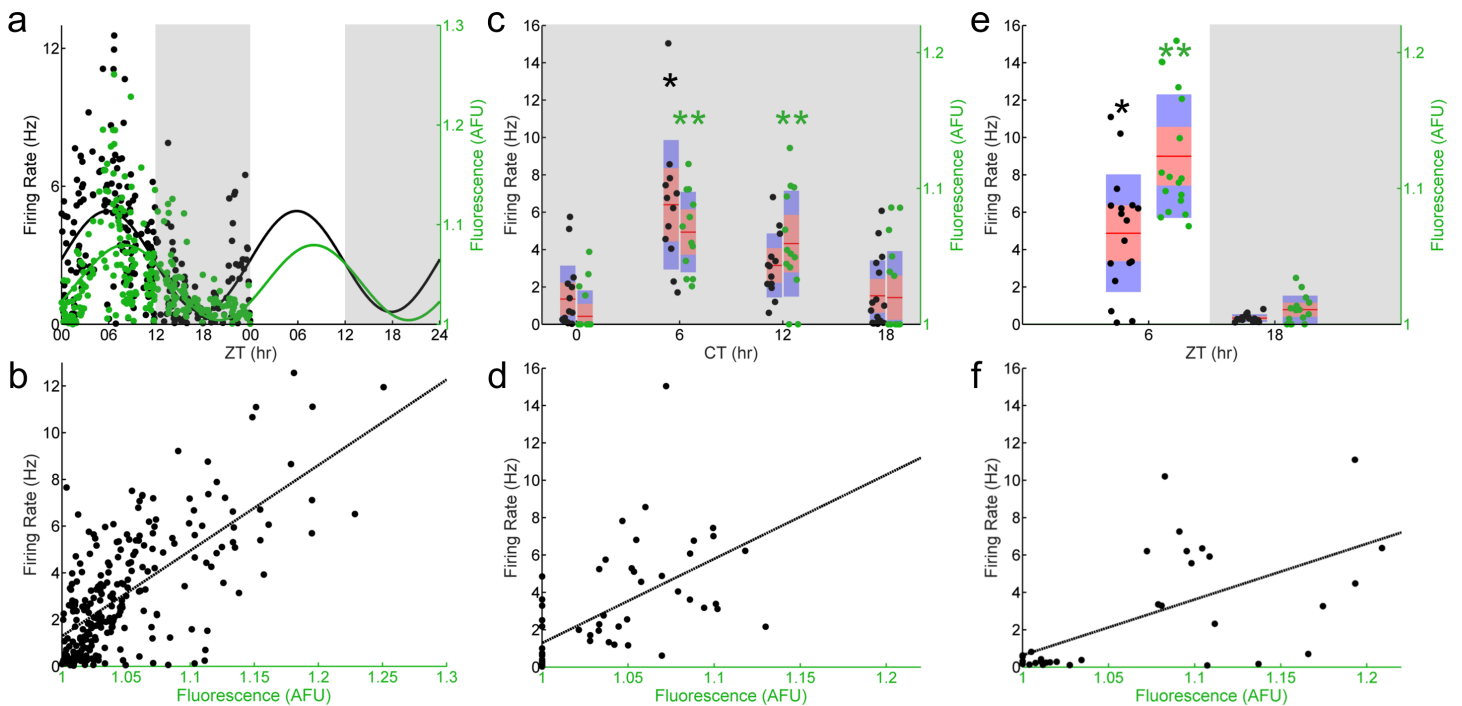 a
12
6
0
Firing Rate (Hz)
1.3
1.2
1.1
1
Fluorescence (AFU)
00 06 12 18 00 06 12 18 24
ZT (hr)
c
16
14
12
10
8
6
4
2
0
Firing Rate (Hz)
*
**
**
1.2
1.1
1
Fluorescence (AFU)
0 6 12 18
CT (hr)
e
16
14
12
10
8
6
4
2
0
Firing Rate (Hz)
*
**
1.2
1.1
1
Fluorescence (AFU)
6 18
ZT (hr)
b
12
10
8
6
4
2
0
Firing Rate (Hz)
1 1.05 1.1 1.15 1.2 1.25 1.3
Fluorescence (AFU)
d
16
14
12
10
8
6
4
2
0
Firing Rate (Hz)
1 1.05 1.1 1.15 1.2
Fluorescence (AFU)
f
16
14
12
10
8
6
4
2
0
Firing Rate (Hz)
1 1.05 1.1 1.15 1.2
Fluorescence (AFU)